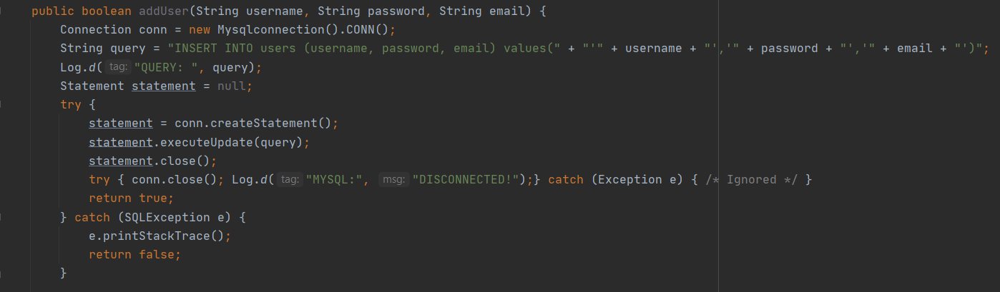 public boolean addUser(String username, String password, String email) {
Connection conn = new Mysqlconnection().CONN();
String query = "INSERT INTO users (username, password, email) values(" + "'" + username + "','" + password + "','" + email + "')";
Log.d( tag: "QUERY: ", query);
Statement statement = null;
try {
statement = conn.createStatement();
statement.executeUpdate(query);
statement.close();
try { conn.close(); Log.d( tag: "MYSQL:", msg: "DISCONNECTED!");} catch (Exception e) { /* Ignored */ }
return true;
} catch (SQLException e) {
e.printStackTrace();
return false;
}